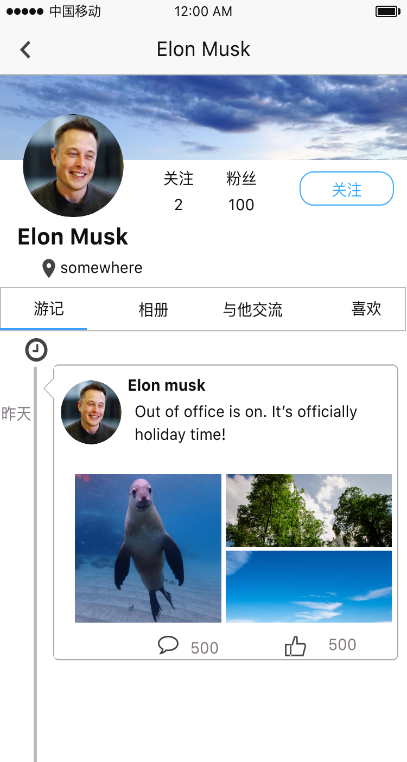 中国移动 12:00 AM
Elon Musk
关注 粉丝
2 100 关注
Elon Musk
somewhere
游记 相册 与他交流 喜欢
昨天
Elon musk
Out of office is on. It’s officially
holiday time!
500 500